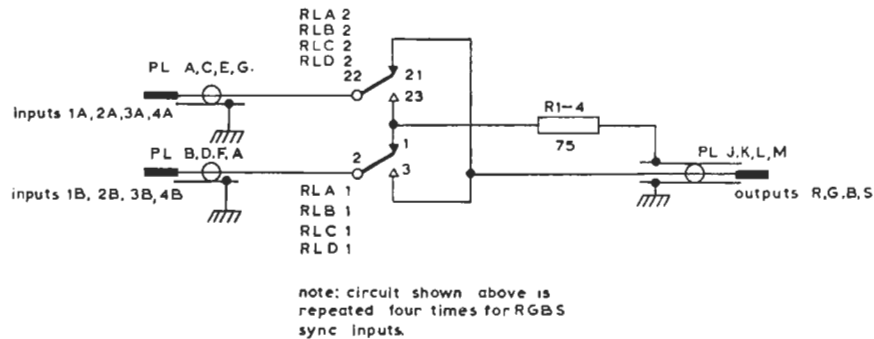 RLA 2
RLB 2
RLC 2
RLD 2
PL A,C,E,G.
22
21
23
inputs 1A, 2A, 3A, 4A
R1-4
75
PL B,D,F,A
2
1
3
PL J,K,L,M
inputs 1B, 2B, 3B, 4B
outputs R,G,B,S
RLA 1
RLB 1
RLC 1
RLD 1
note: circuit shown above is
repeated four times for RGBS
sync inputs.